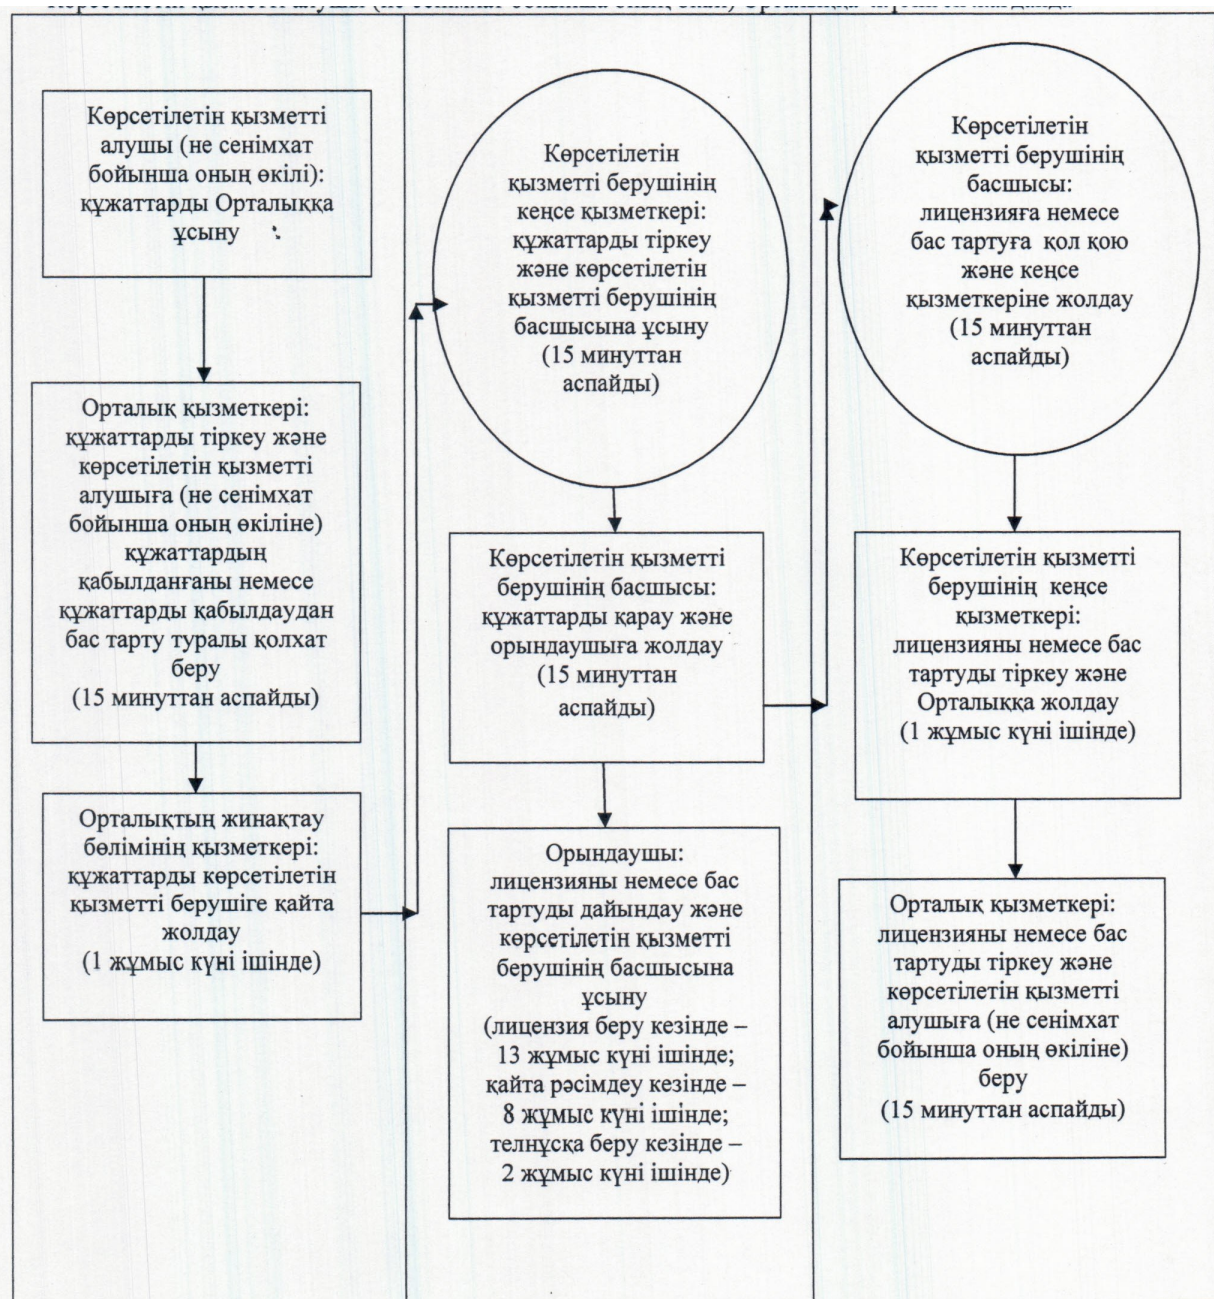 Көрсетілетін қызметті
алушы (не сенімхат
бойынша оның өкілі):
құжаттарды Орталыққа
ұсыну
Орталық қызметкері:
құжаттарды тіркеу және
көрсетілетін қызметті
алушыға (не сенімхат
бойынша оның өкіліне)
құжаттардың
қабылданғаны немесе
құжаттарды қабылдаудан
бас тарту туралы қолхат
беру
(15 минуттан аспайды)
Орталықтың жинақтау
бөлімінің қызметкері:
құжаттарды көрсетілетін
қызметті берушіге қайта
жолдау
(1 жұмыс күні ішінде)
Көрсетілетін
қызметті берушінің
кеңсе қызметкері:
құжаттарды тіркеу
және көрсетілетін
қызметті берушінің
басшысына ұсыну
(15 минуттан
аспайды)
Көрсетілетін қызметті
берушінің басшысы:
құжаттарды қарау және
орындаушыға жолдау
(15 минуттан
аспайды)
Орындаушы:
лицензияны немесе бас
тартуды дайындау және
көрсетілетін қызметті
берушінің басшысына
ұсыну
(лицензия беру кезінде –
13 жұмыс күні ішінде;
қайта рәсімдеу кезінде –
8 жұмыс күні ішінде;
телнұсқа беру кезінде –
2 жұмыс күні ішінде)
Көрсетілетін
қызметті берушінің
басшысы:
лицензияға немесе
бас тартуға қол қою
және кеңсе
қызметкеріне жолдау
(15 минуттан
аспайды)
Көрсетілетін қызметті
берушінің кеңсе
қызметкері:
лицензияны немесе бас
тартуды тіркеу және
Орталыққа жолдау
(1 жұмыс күні ішінде)
Орталық қызметкері:
лицензияны немесе бас
тартуды тіркеу және
көрсетілетін қызметті
алушыға (не сенімхат
бойынша оның өкіліне)
беру
(15 минуттан аспайды)